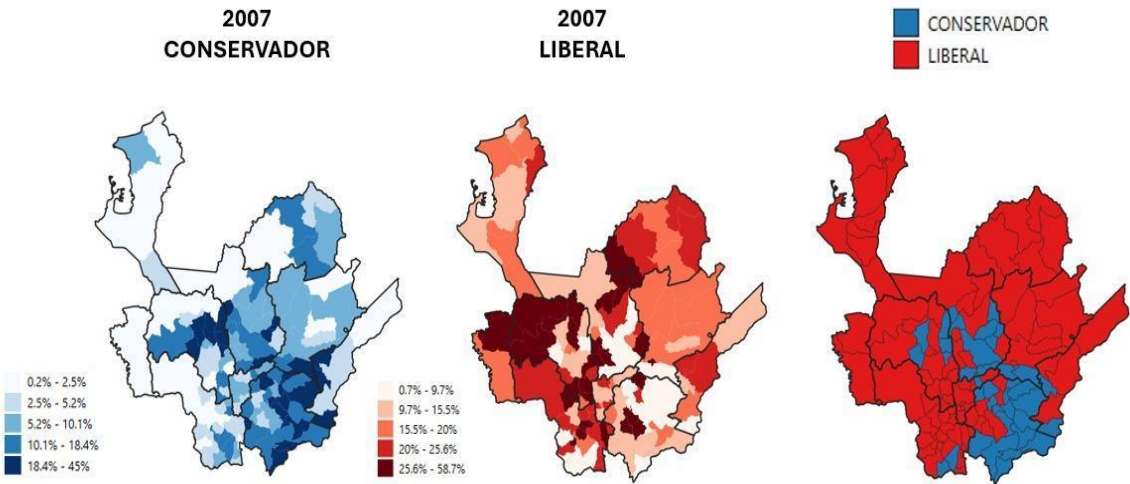 2007
CONSERVADOR
2007
LIBERAL
CONSERVADOR
LIBERAL
0.2% - 2.5%
2.5% - 5.2%
5.2% - 10.1%
10.1% - 18.4%
18.4% - 45%
0.7% - 9.7%
9.7% - 15.5%
15.5% - 20%
20% - 25.6%
25.6% - 58.7%